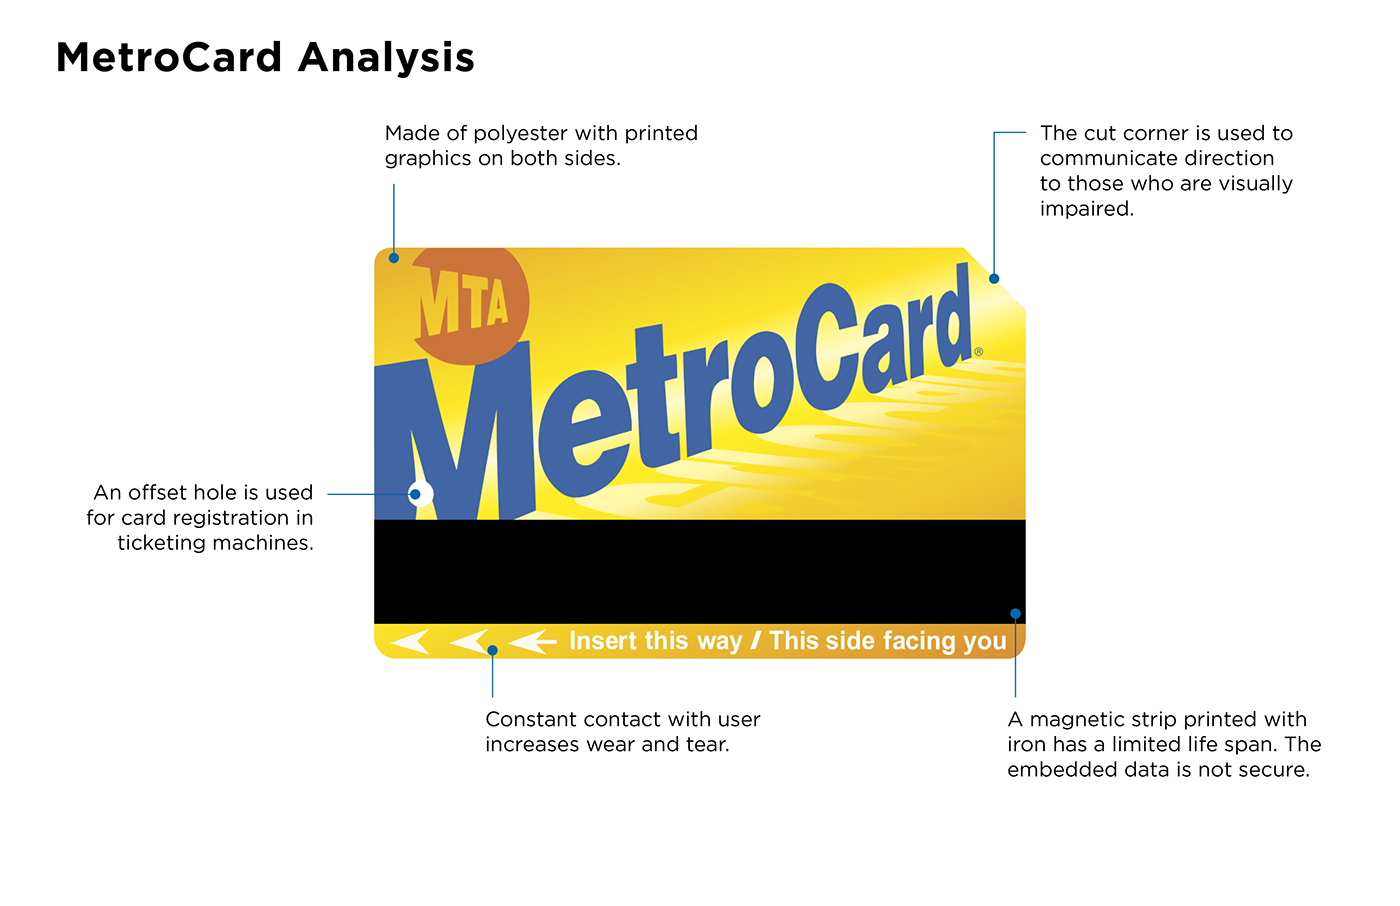 MetroCard Analysis
Made of polyester with printed
graphics on both sides.
The cut corner is used to
communicate direction
to those who are visually
impaired.
MTA
MetroCard®
An offset hole is used
for card registration in
ticketing machines.
Insert this way / This side facing you
Constant contact with user
increases wear and tear.
A magnetic strip printed with
iron has a limited life span. The
embedded data is not secure.